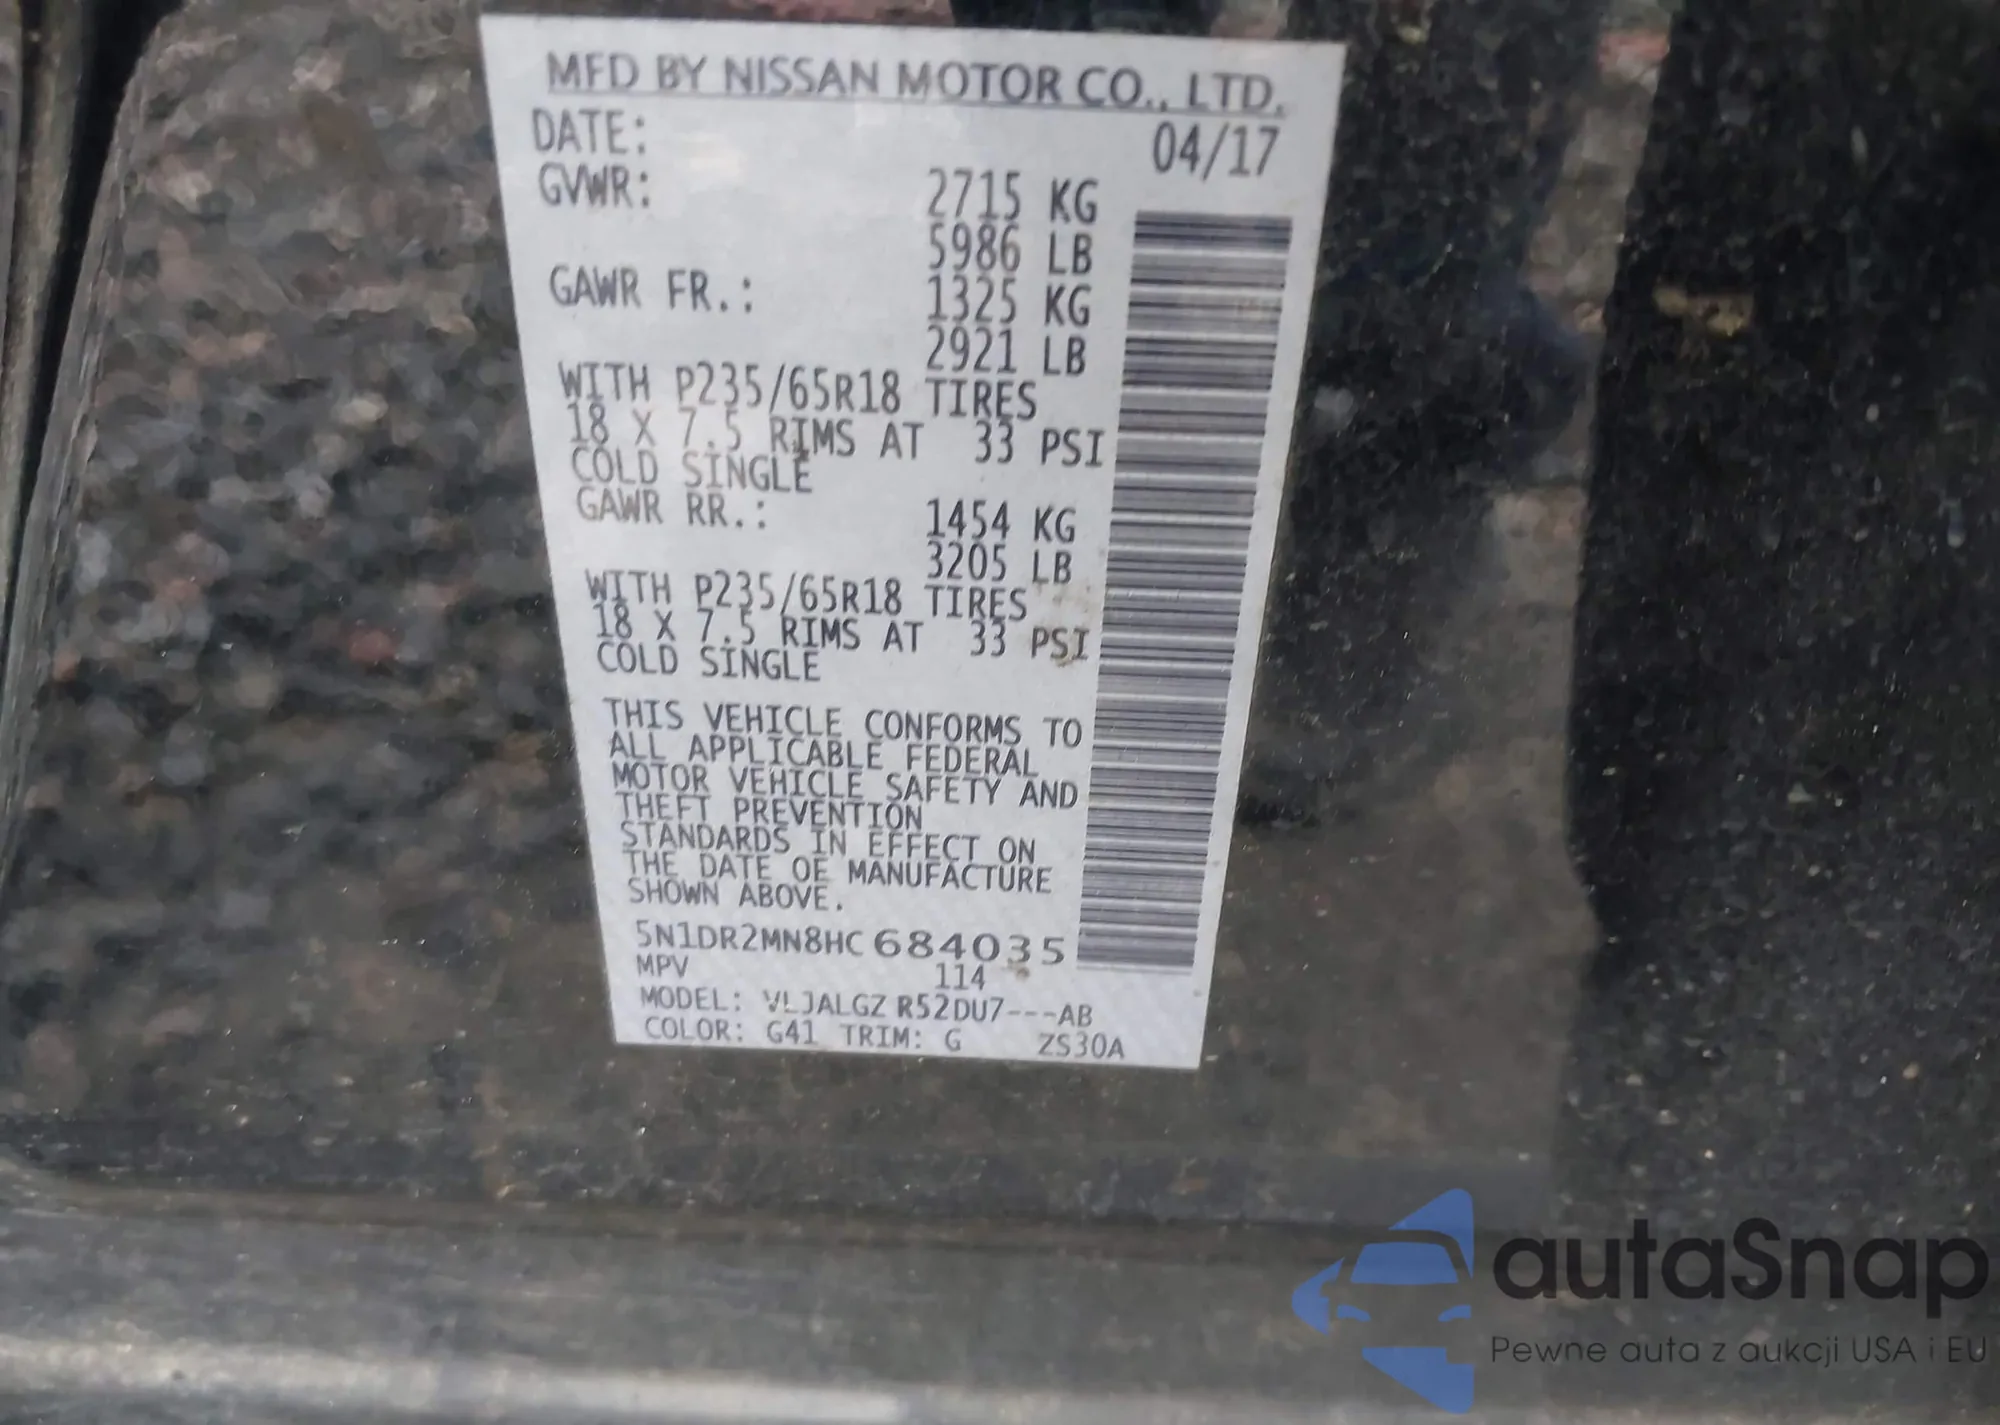 MFD BY NISSAN MOTOR CO., LTD.
DATE: 04/17
GVWR: 2715 KG
5986 LB
GAWR FR.: 1325 KG
2921 LB
WITH P235/65R18 TIRES
18 X 7.5 RIMS AT 33 PSI
COLD SINGLE
GAWR RR.: 1454 KG
3205 LB
WITH P235/65R18 TIRES
18 X 7.5 RIMS AT 33 PSI
COLD SINGLE
THIS VEHICLE CONFORMS TO
ALL APPLICABLE FEDERAL
MOTOR VEHICLE SAFETY AND
THEFT PREVENTION
STANDARDS IN EFFECT ON
THE DATE OF MANUFACTURE
SHOWN ABOVE.
5N1DR2MN8HC684035
MPV 114
MODEL: VLJALGZ R52DU7---AB
COLOR: G41 TRIM: G ZS30A
autaSnap
Pewne auta z aukcji USA i EU